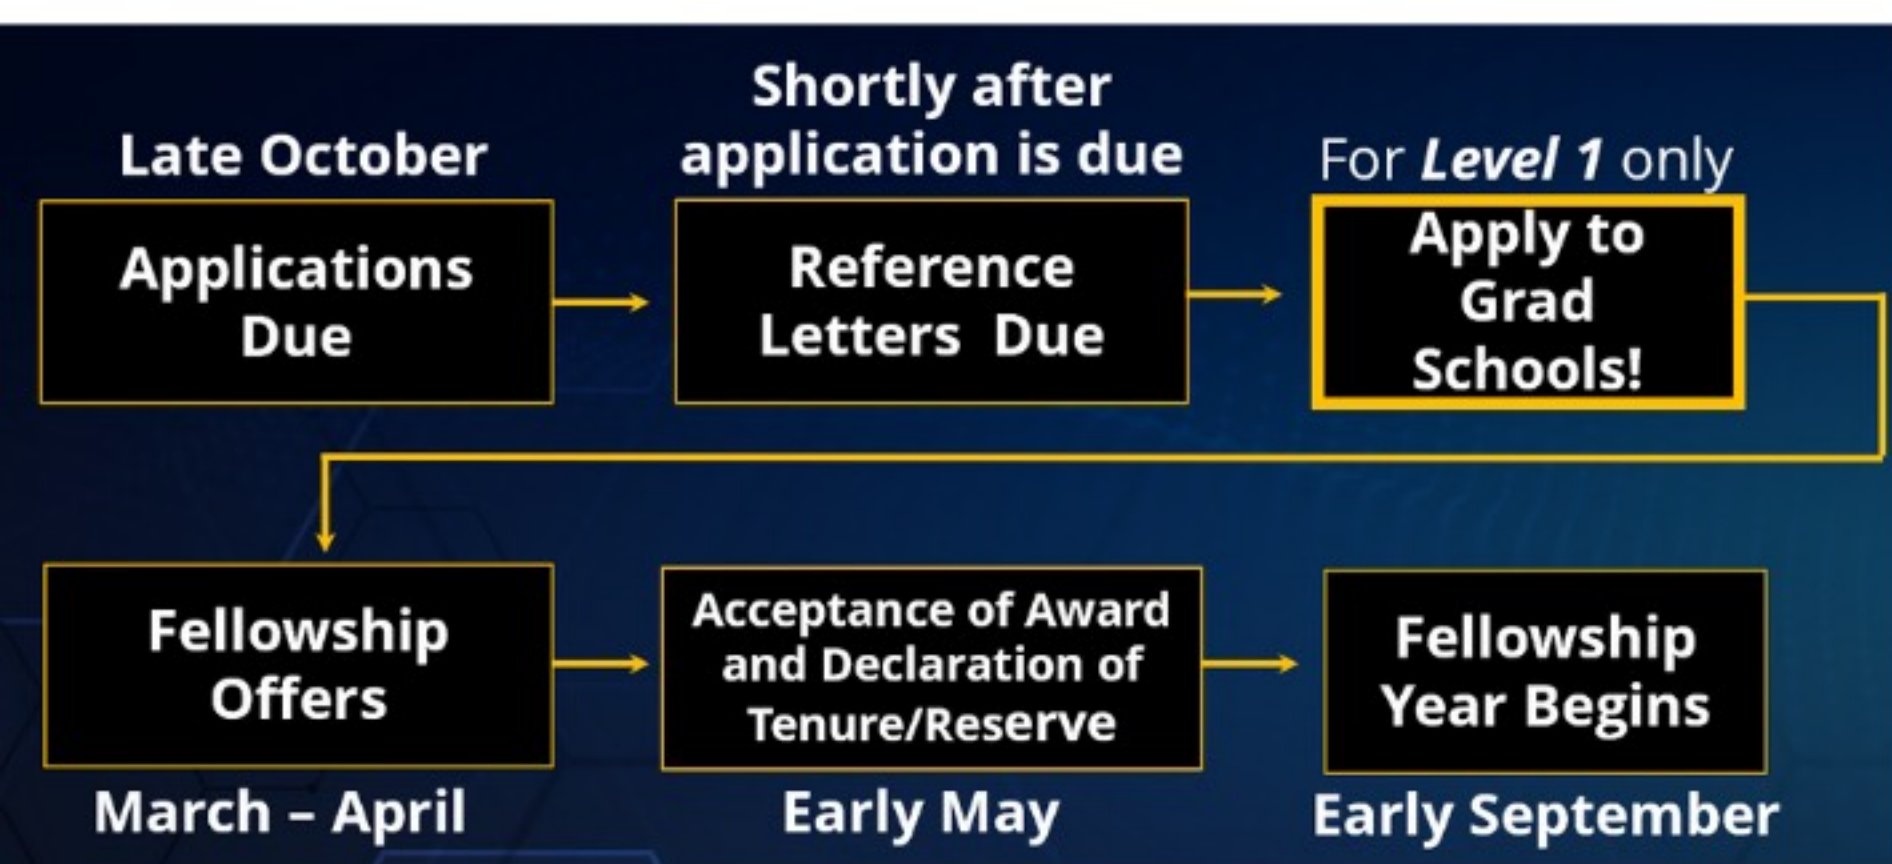 Late October
Applications
Due
Shortly after
application is due
Reference
Letters Due
For Level 1 only
Apply to
Grad
Schools!
Fellowship
Offers
March – April
Acceptance of Award
and Declaration of
Tenure/Reserve
Early May
Fellowship
Year Begins
Early September